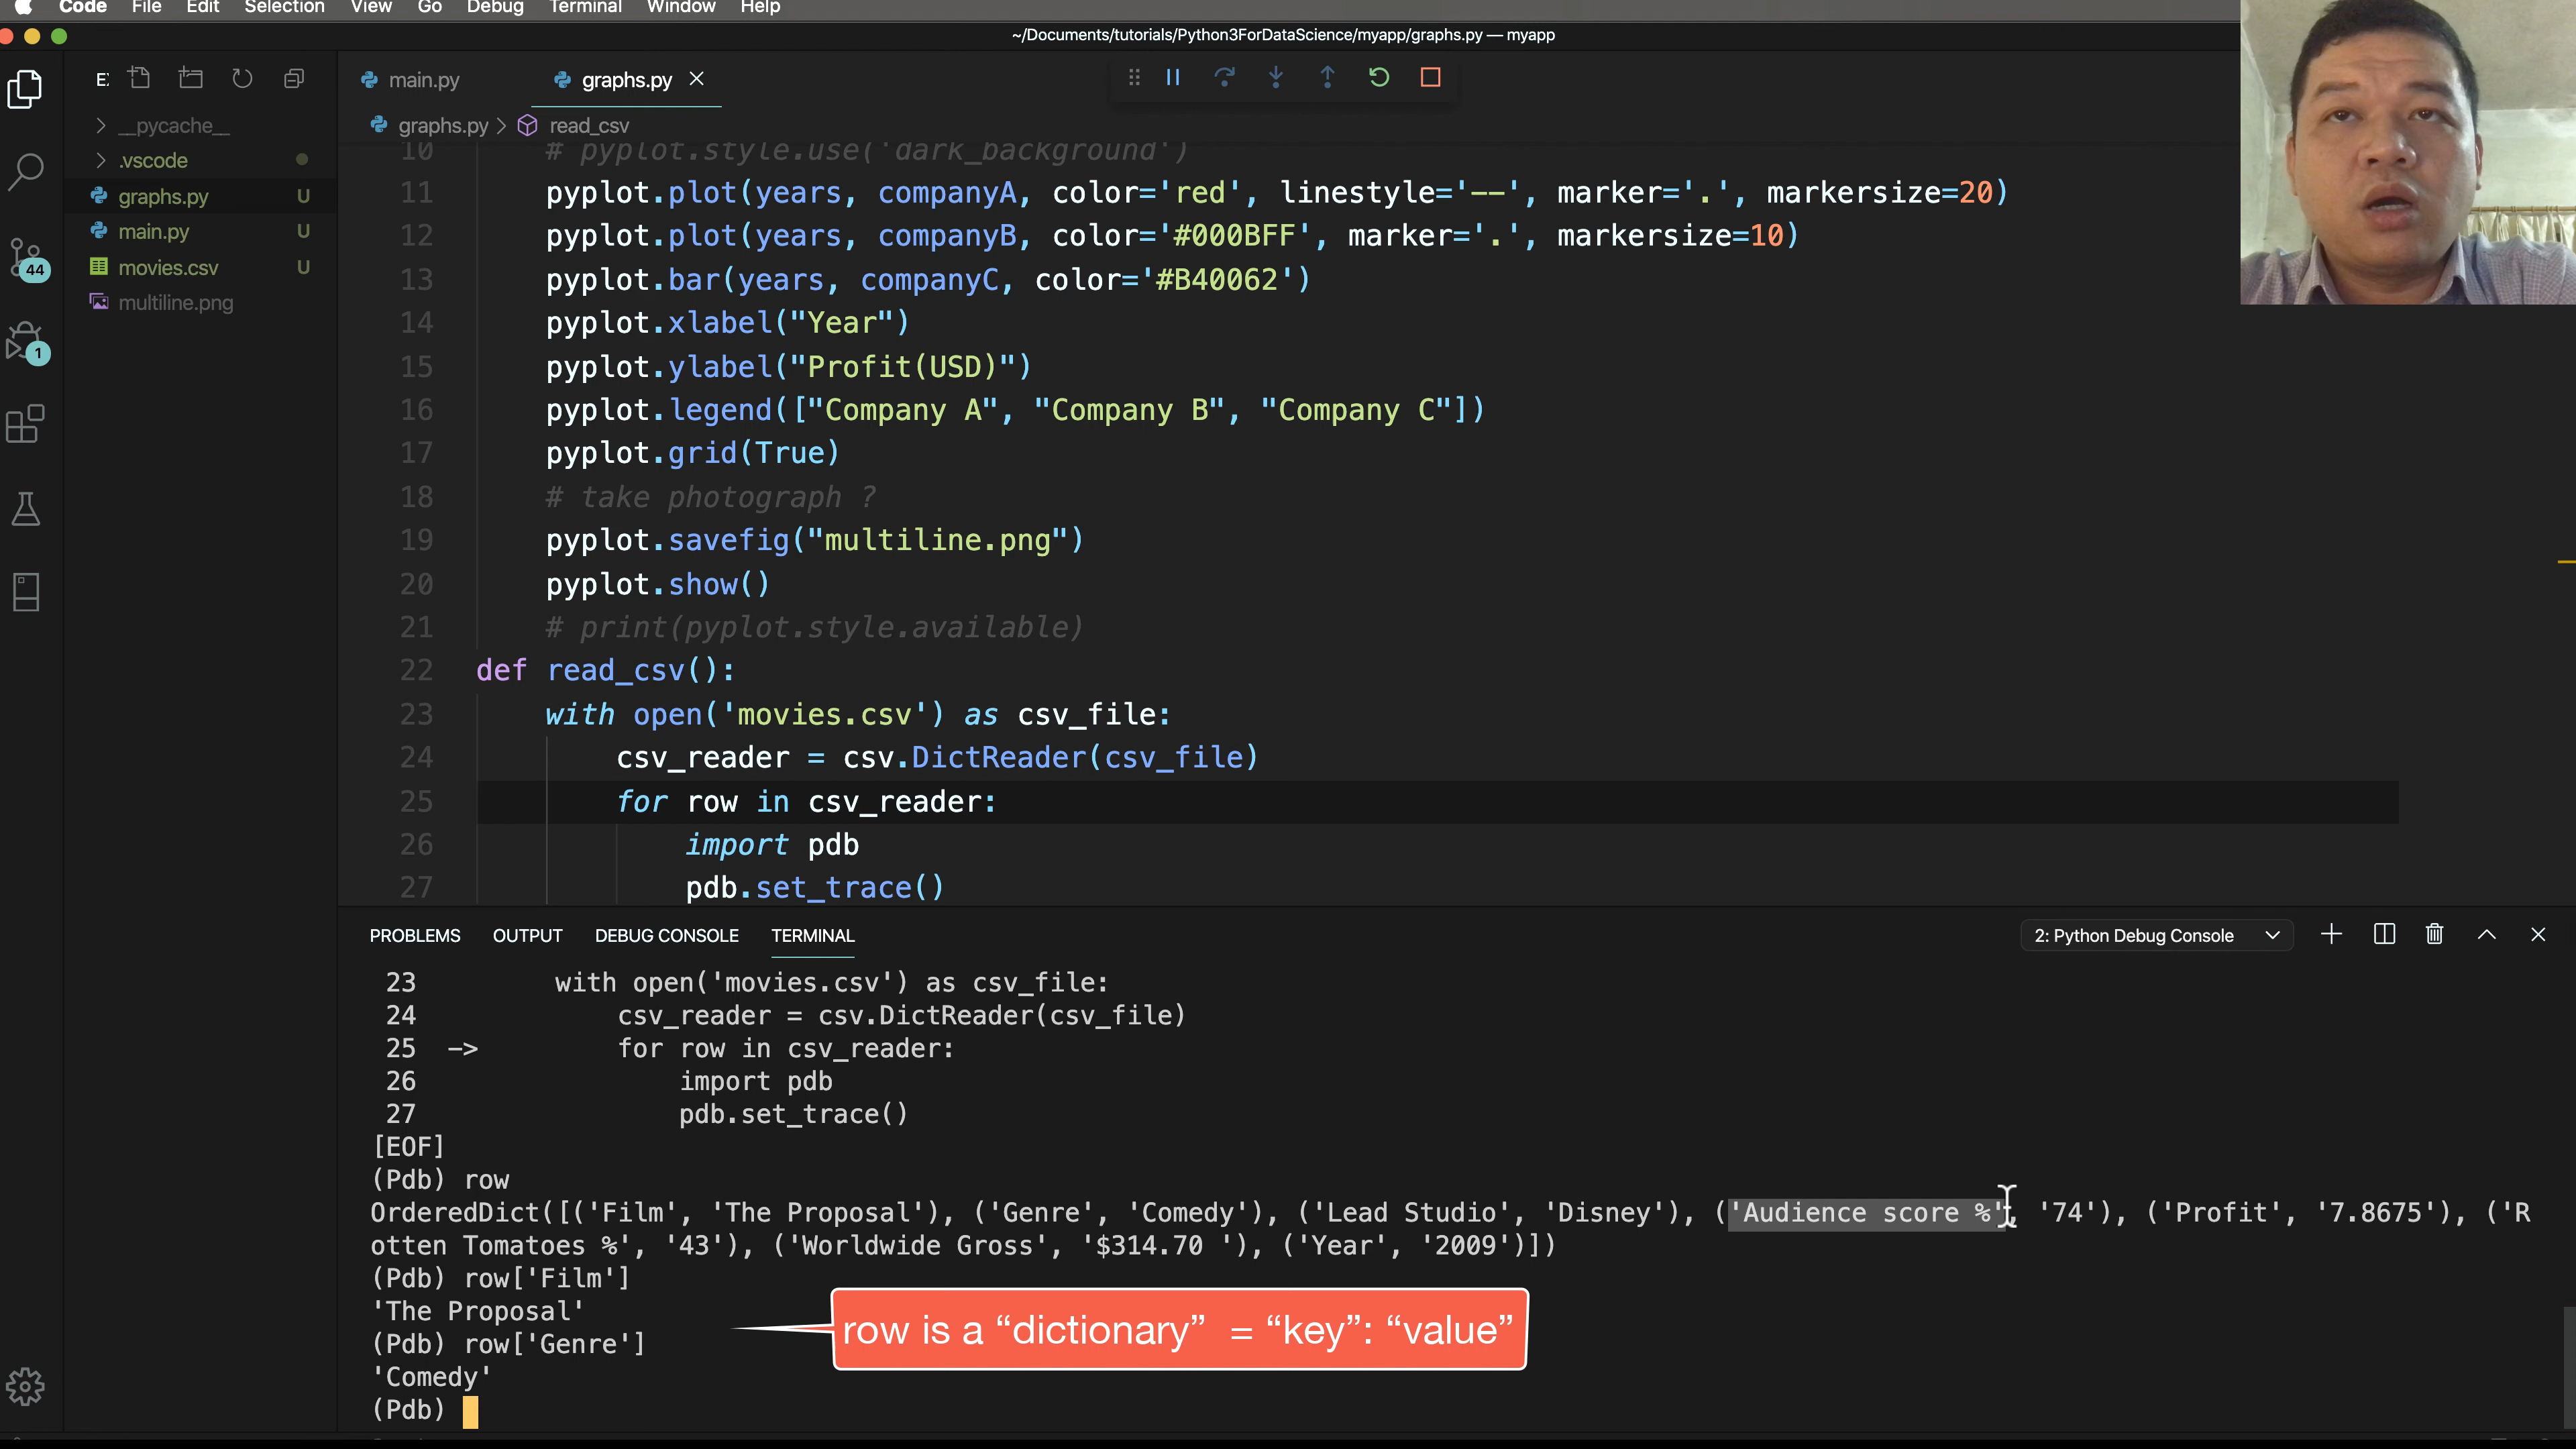 Code File Edit Selection View Go Debug Terminal Window Help
~/Documents/tutorials/Python3ForDataScience/myapp/graphs.py — myapp
main.py graphs.py
graphs.py > read_csv
__pycache__
.vscode
graphs.py U
main.py U
movies.csv U
multiline.png
44
1
10 # pyplot.style.use('dark_background')
11 pyplot.plot(years, companyA, color='red', linestyle='--', marker='.', markersize=20)
12 pyplot.plot(years, companyB, color='#000BFF', marker='.', markersize=10)
13 pyplot.bar(years, companyC, color='#B40062')
14 pyplot.xlabel("Year")
15 pyplot.ylabel("Profit(USD)")
16 pyplot.legend(["Company A", "Company B", "Company C"])
17 pyplot.grid(True)
18 # take photograph ?
19 pyplot.savefig("multiline.png")
20 pyplot.show()
21 # print(pyplot.style.available)
22 def read_csv():
23 with open('movies.csv') as csv_file:
24 csv_reader = csv.DictReader(csv_file)
25 for row in csv_reader:
26 import pdb
27 pdb.set_trace()
PROBLEMS OUTPUT DEBUG CONSOLE TERMINAL 2: Python Debug Console
23 with open('movies.csv') as csv_file:
24 csv_reader = csv.DictReader(csv_file)
25 -> for row in csv_reader:
26 import pdb
27 pdb.set_trace()
[EOF]
(Pdb) row
OrderedDict([('Film', 'The Proposal'), ('Genre', 'Comedy'), ('Lead Studio', 'Disney'), ('Audience score %', '74'), ('Profit', '7.8675'), ('R
otten Tomatoes %', '43'), ('Worldwide Gross', '$314.70 '), ('Year', '2009')])
(Pdb) row['Film']
'The Proposal'
(Pdb) row['Genre']
'Comedy'
(Pdb)
row is a “dictionary” = “key”: “value”